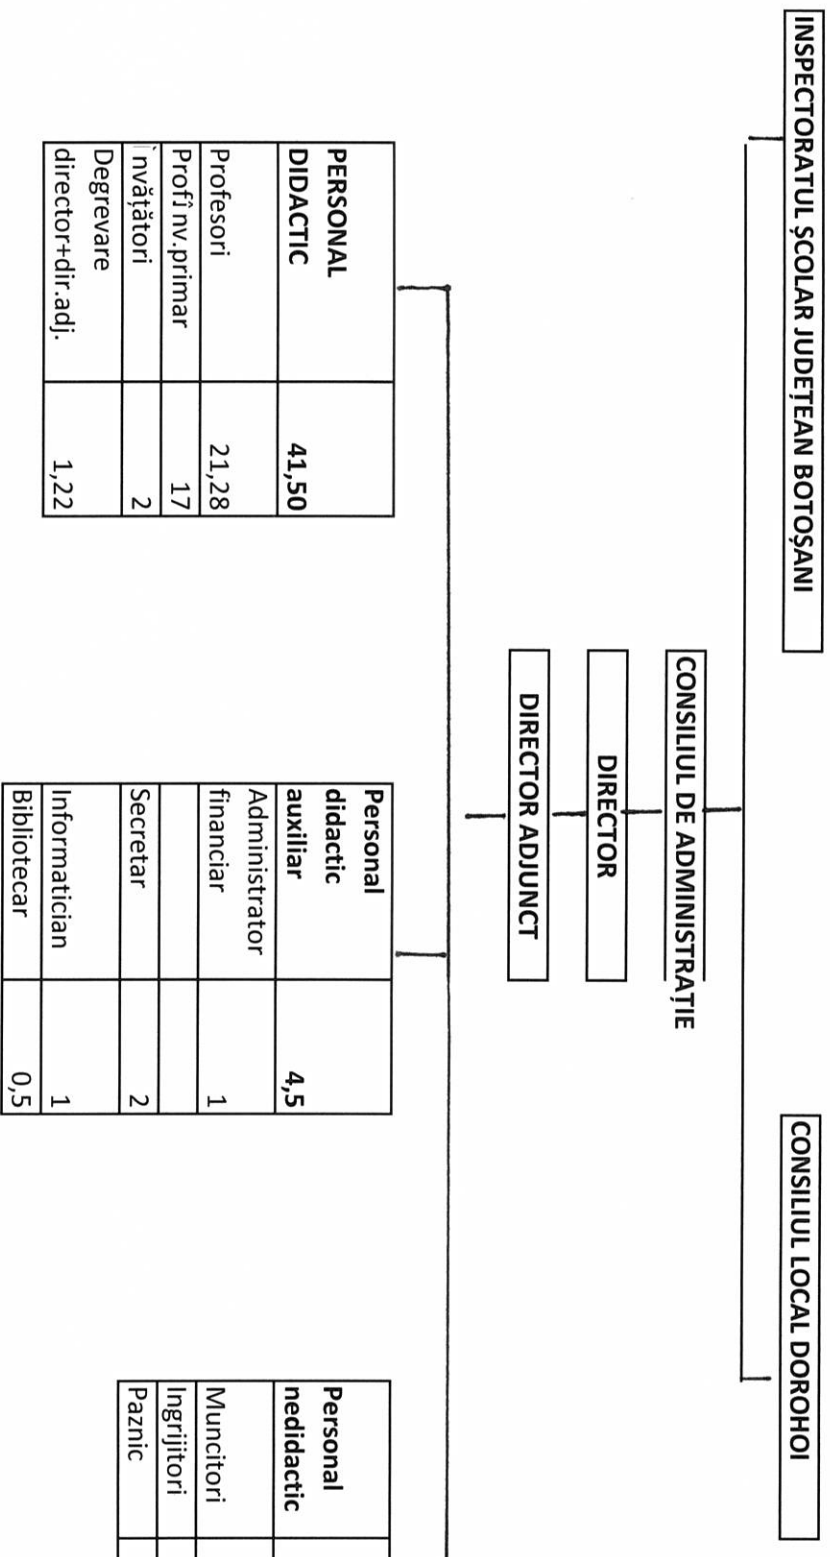 INSPECTORATUL ȘCOLAR JUDEȚEAN BOTOȘANI
CONSILIUL LOCAL DOROHOI
CONSILIUL DE ADMINISTRAȚIE
DIRECTOR
DIRECTOR ADJUNCT
PERSONAL
DIDACTIC 41,50
Profesori 21,28
Profînv.primar 17
Învățători 2
Degrevare
director+dir.adj. 1,22
Personal
didactic
auxiliar 4,5
Administrator
financiar 1
Secretar 2
Informatician 1
Bibliotecar 0,5
Personal
nedidactic
Muncitori
Ingrijitori
Paznic